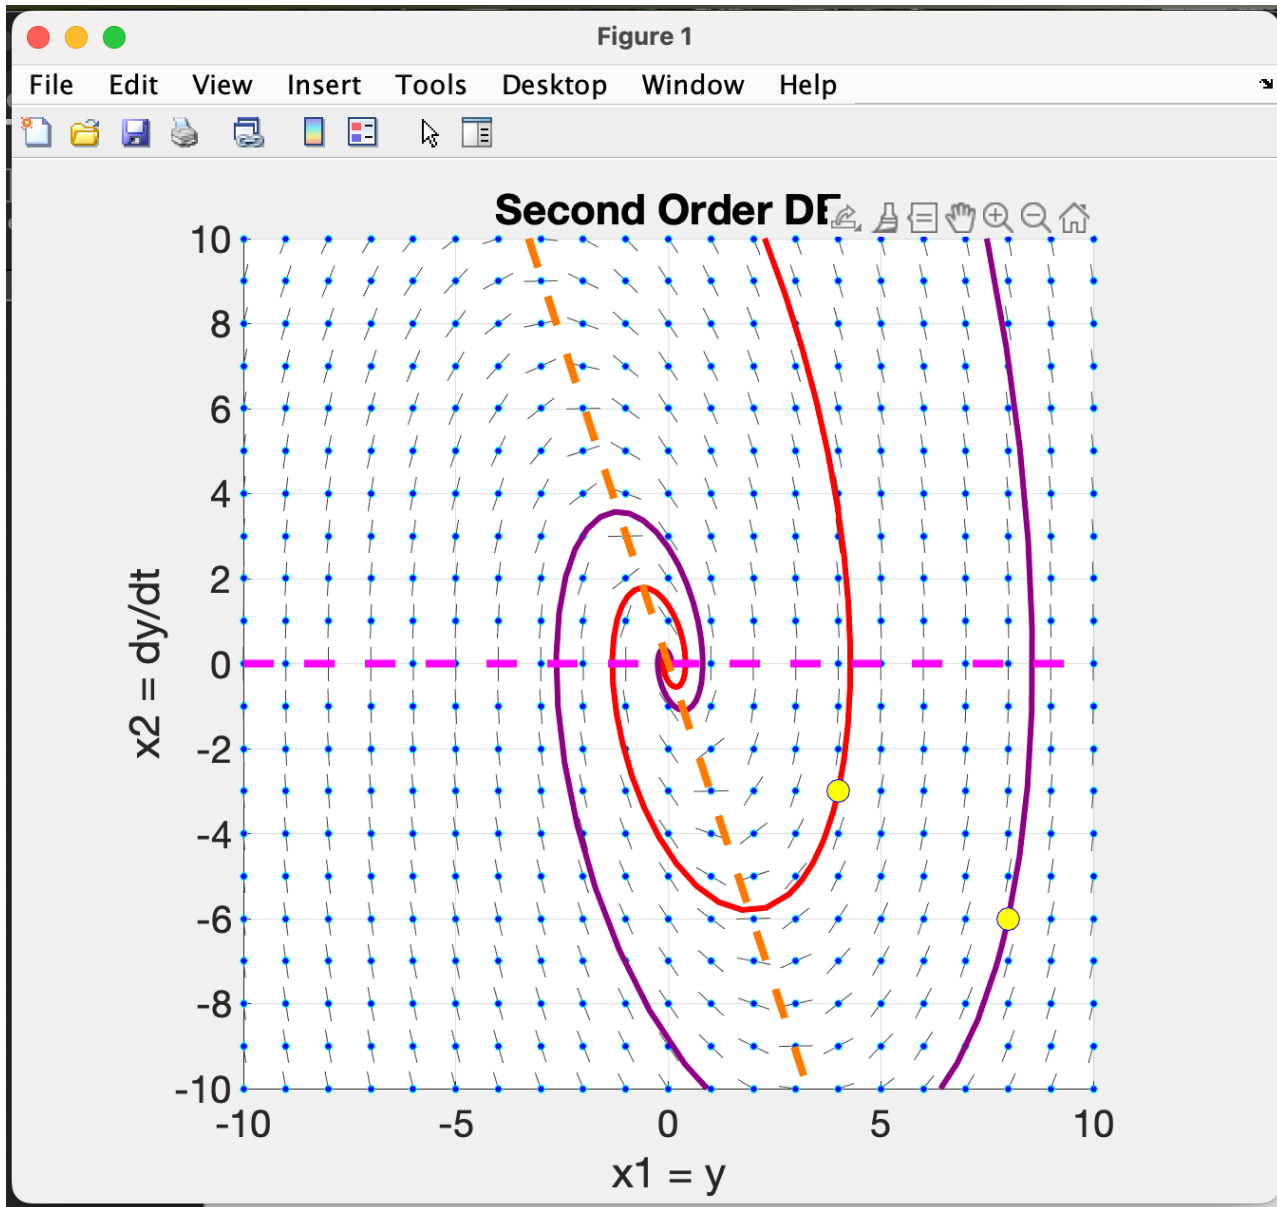 Figure 1
File Edit View Insert Tools Desktop Window Help
Second Order DE
10
8
6
4
2
0
-2
-4
-6
-8
-10
-10 -5 0 5 10
x2 = dy/dt
x1 = y